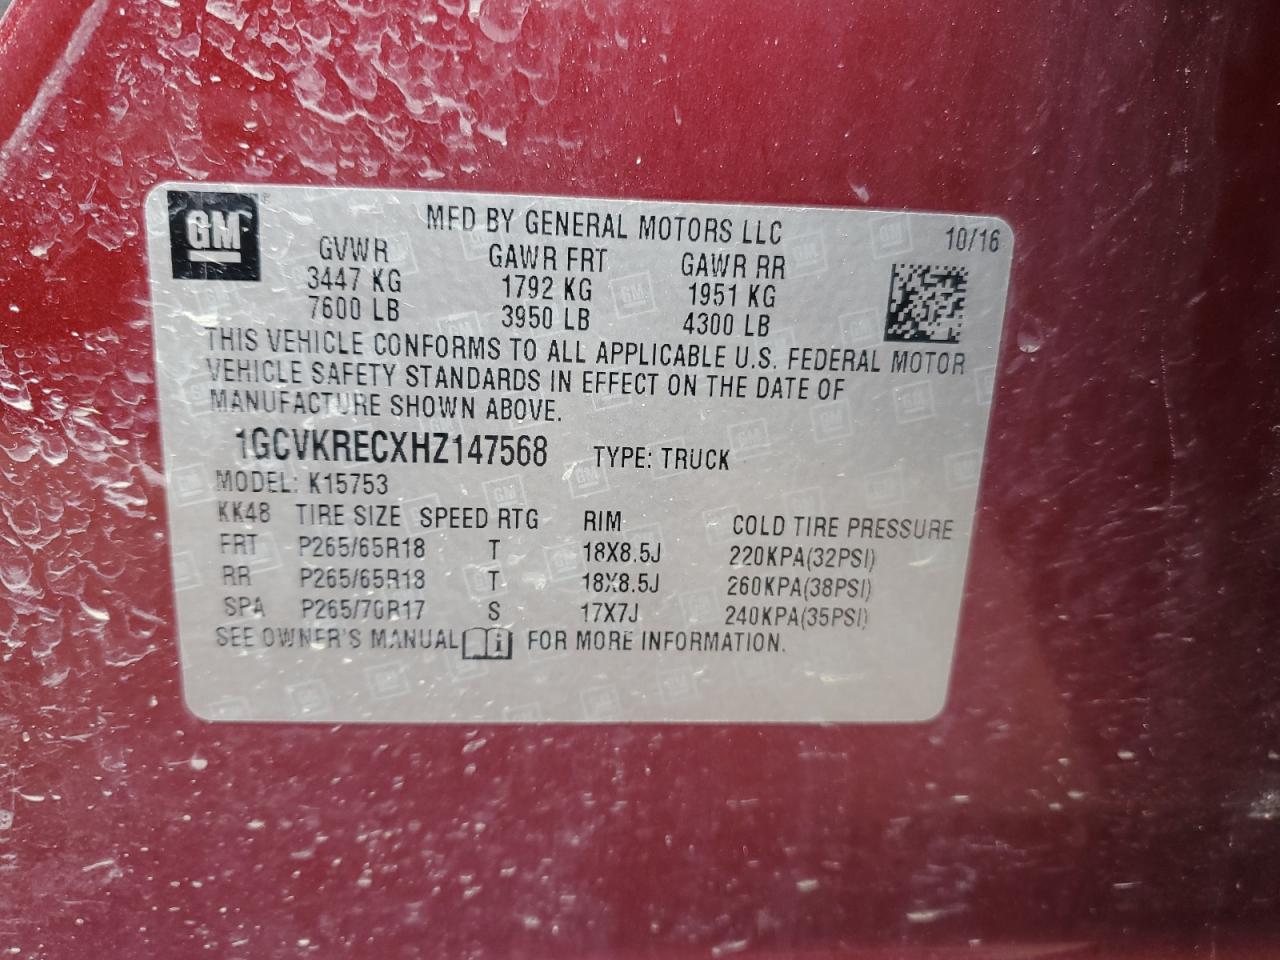 GM
MFD BY GENERAL MOTORS LLC
10/16
GVWR GAWR FRT GAWR RR
3447 KG 1792 KG 1951 KG
7600 LB 3950 LB 4300 LB
THIS VEHICLE CONFORMS TO ALL APPLICABLE U.S. FEDERAL MOTOR
VEHICLE SAFETY STANDARDS IN EFFECT ON THE DATE OF
MANUFACTURE SHOWN ABOVE.
1GCVKRECXHZ147568 TYPE: TRUCK
MODEL: K15753
KK48 TIRE SIZE SPEED RTG RIM COLD TIRE PRESSURE
FRT P265/65R18 T 18X8.5J 220KPA(32PSI)
RR P265/65R18 T 18X8.5J 260KPA(38PSI)
SPA P265/70R17 S 17X7J 240KPA(35PSI)
SEE OWNER'S MANUAL i FOR MORE INFORMATION.